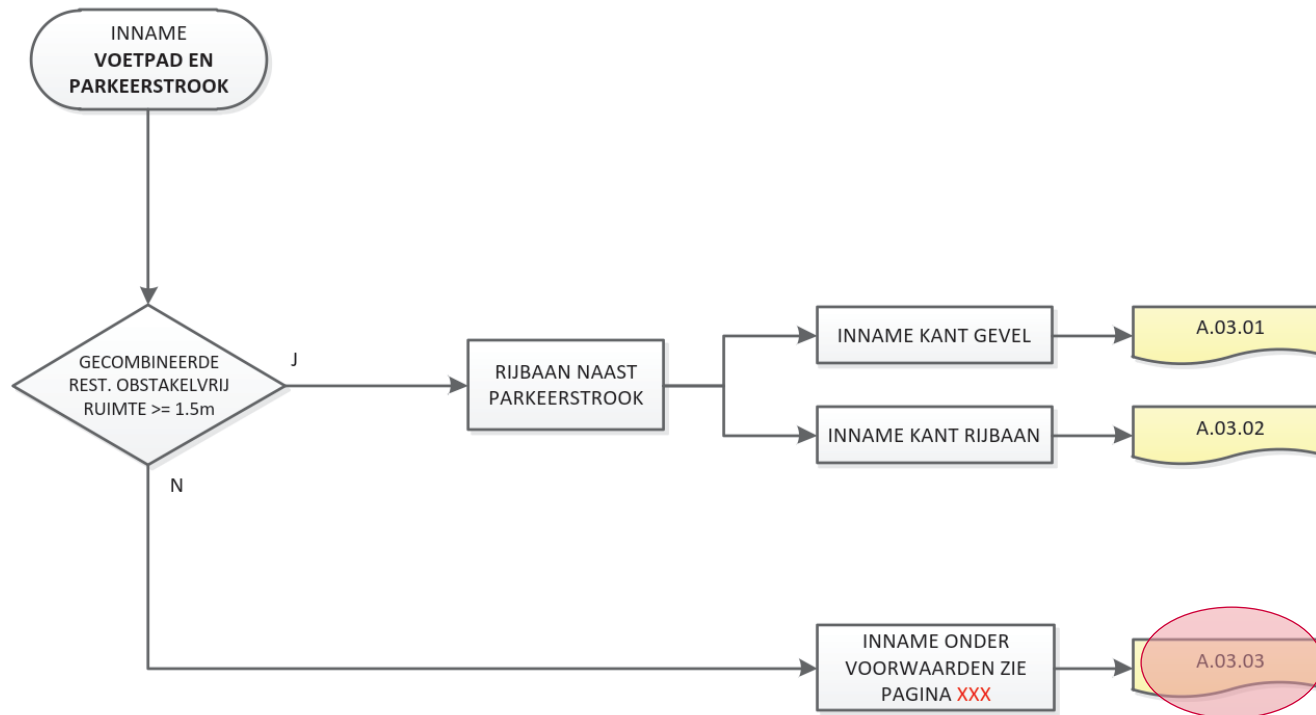 INNAME
VOETPAD EN
PARKEERSTROOK
GECOMBINEERDE
REST. OBSTAKELVRIJ
RUIMTE >= 1.5m
J
N
RIJBAAN NAAST
PARKEERSTROOK
INNAME KANT GEVEL
A.03.01
INNAME KANT RIJBAAN
A.03.02
INNAME ONDER
VOORWAARDEN ZIE
PAGINA XXX
A.03.03